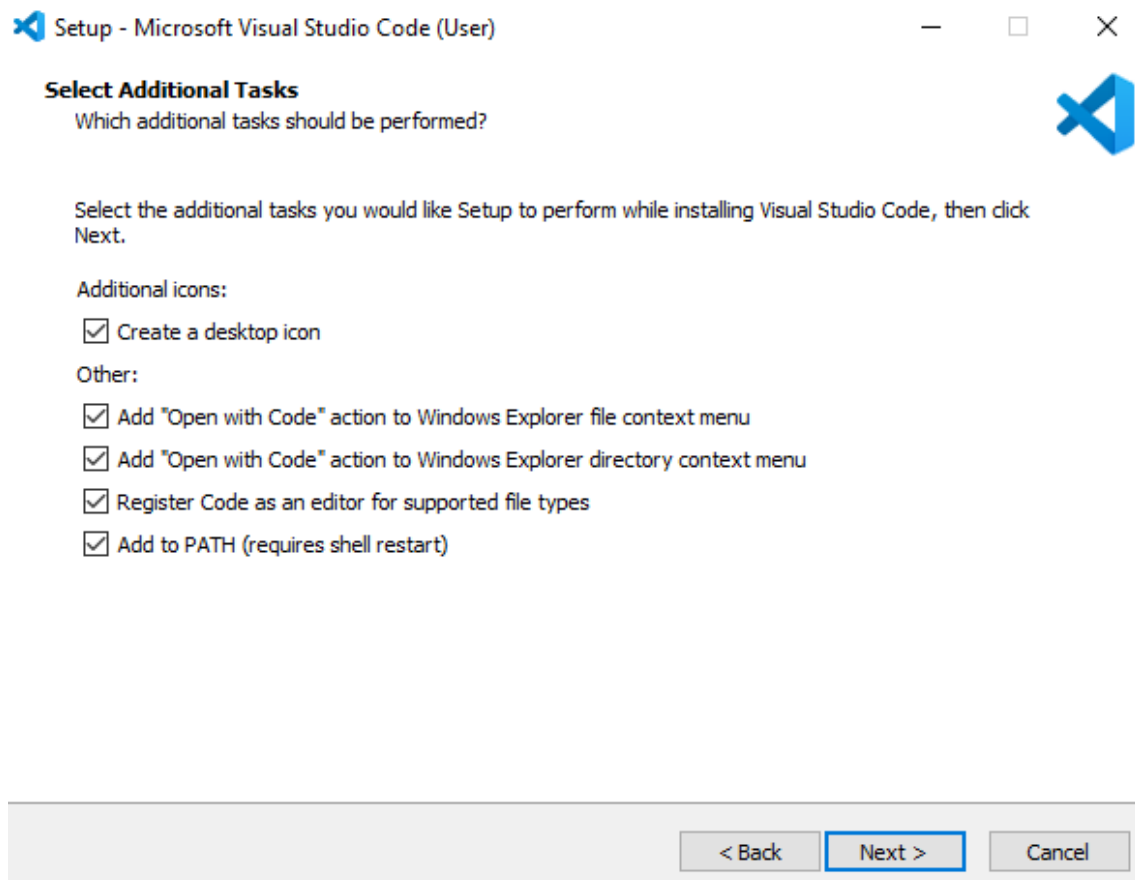 Setup - Microsoft Visual Studio Code (User)
Select Additional Tasks
Which additional tasks should be performed?
Select the additional tasks you would like Setup to perform while installing Visual Studio Code, then click
Next.
Additional icons:
Create a desktop icon
Other:
Add "Open with Code" action to Windows Explorer file context menu
Add "Open with Code" action to Windows Explorer directory context menu
Register Code as an editor for supported file types
Add to PATH (requires shell restart)
< Back Next > Cancel